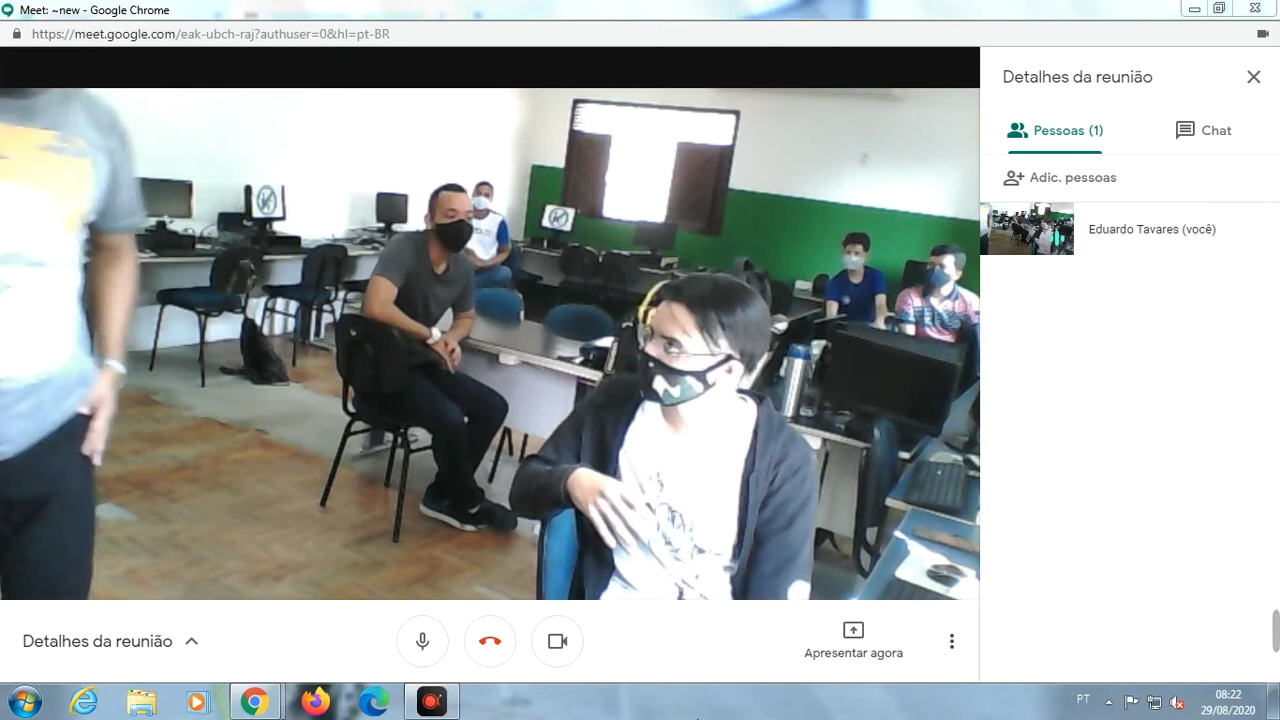 Meet: ~new - Google Chrome
https://meet.google.com/eak-ubch-raj?authuser=0&hl=pt-BR
Detalhes da reunião
Pessoas (1)
Chat
Adic. pessoas
Eduardo Tavares (você)
Detalhes da reunião
Apresentar agora
PT
08:22
29/08/2020